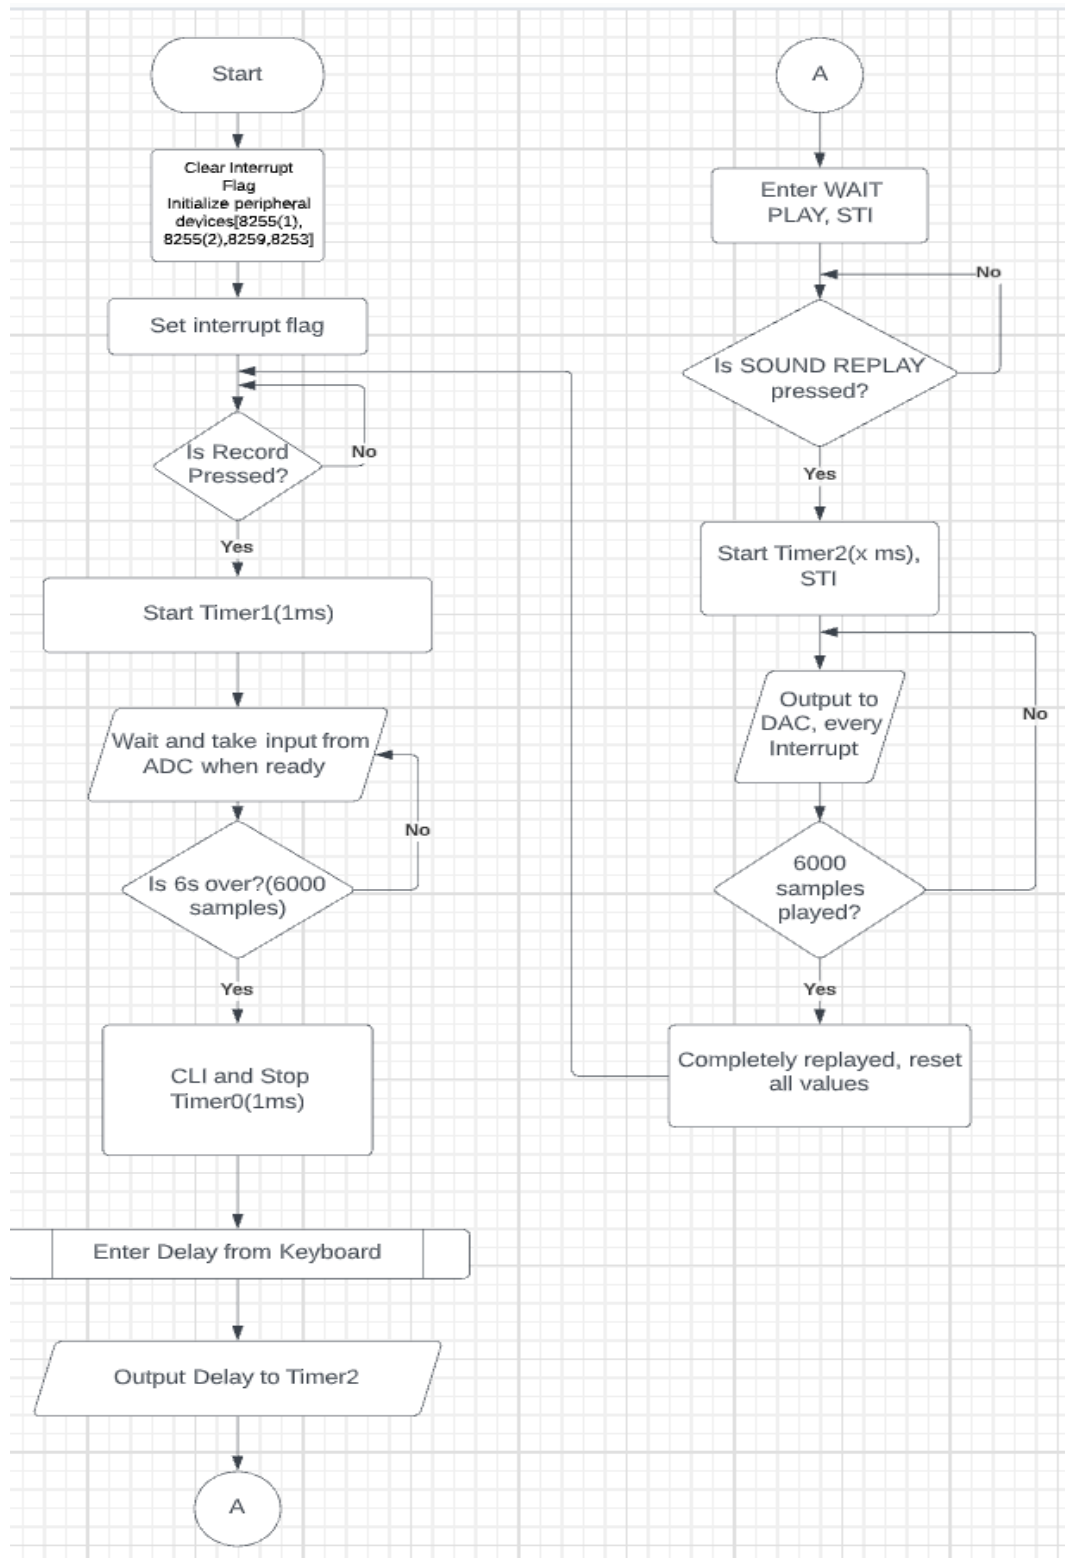 Start
Clear Interrupt
Flag
Initialize peripheral
devices[8255(1),
8255(2),8259,8253]
Set interrupt flag
Is Record
Pressed?
No
Yes
Start Timer1(1ms)
Wait and take input from
ADC when ready
No
Is 6s over?(6000
samples)
Yes
CLI and Stop
Timer0(1ms)
Enter Delay from Keyboard
Output Delay to Timer2
A
A
Enter WAIT
PLAY, STI
No
Is SOUND REPLAY
pressed?
Yes
Start Timer2(x ms),
STI
Output to
DAC, every
Interrupt
No
6000
samples
played?
Yes
Completely replayed, reset
all values